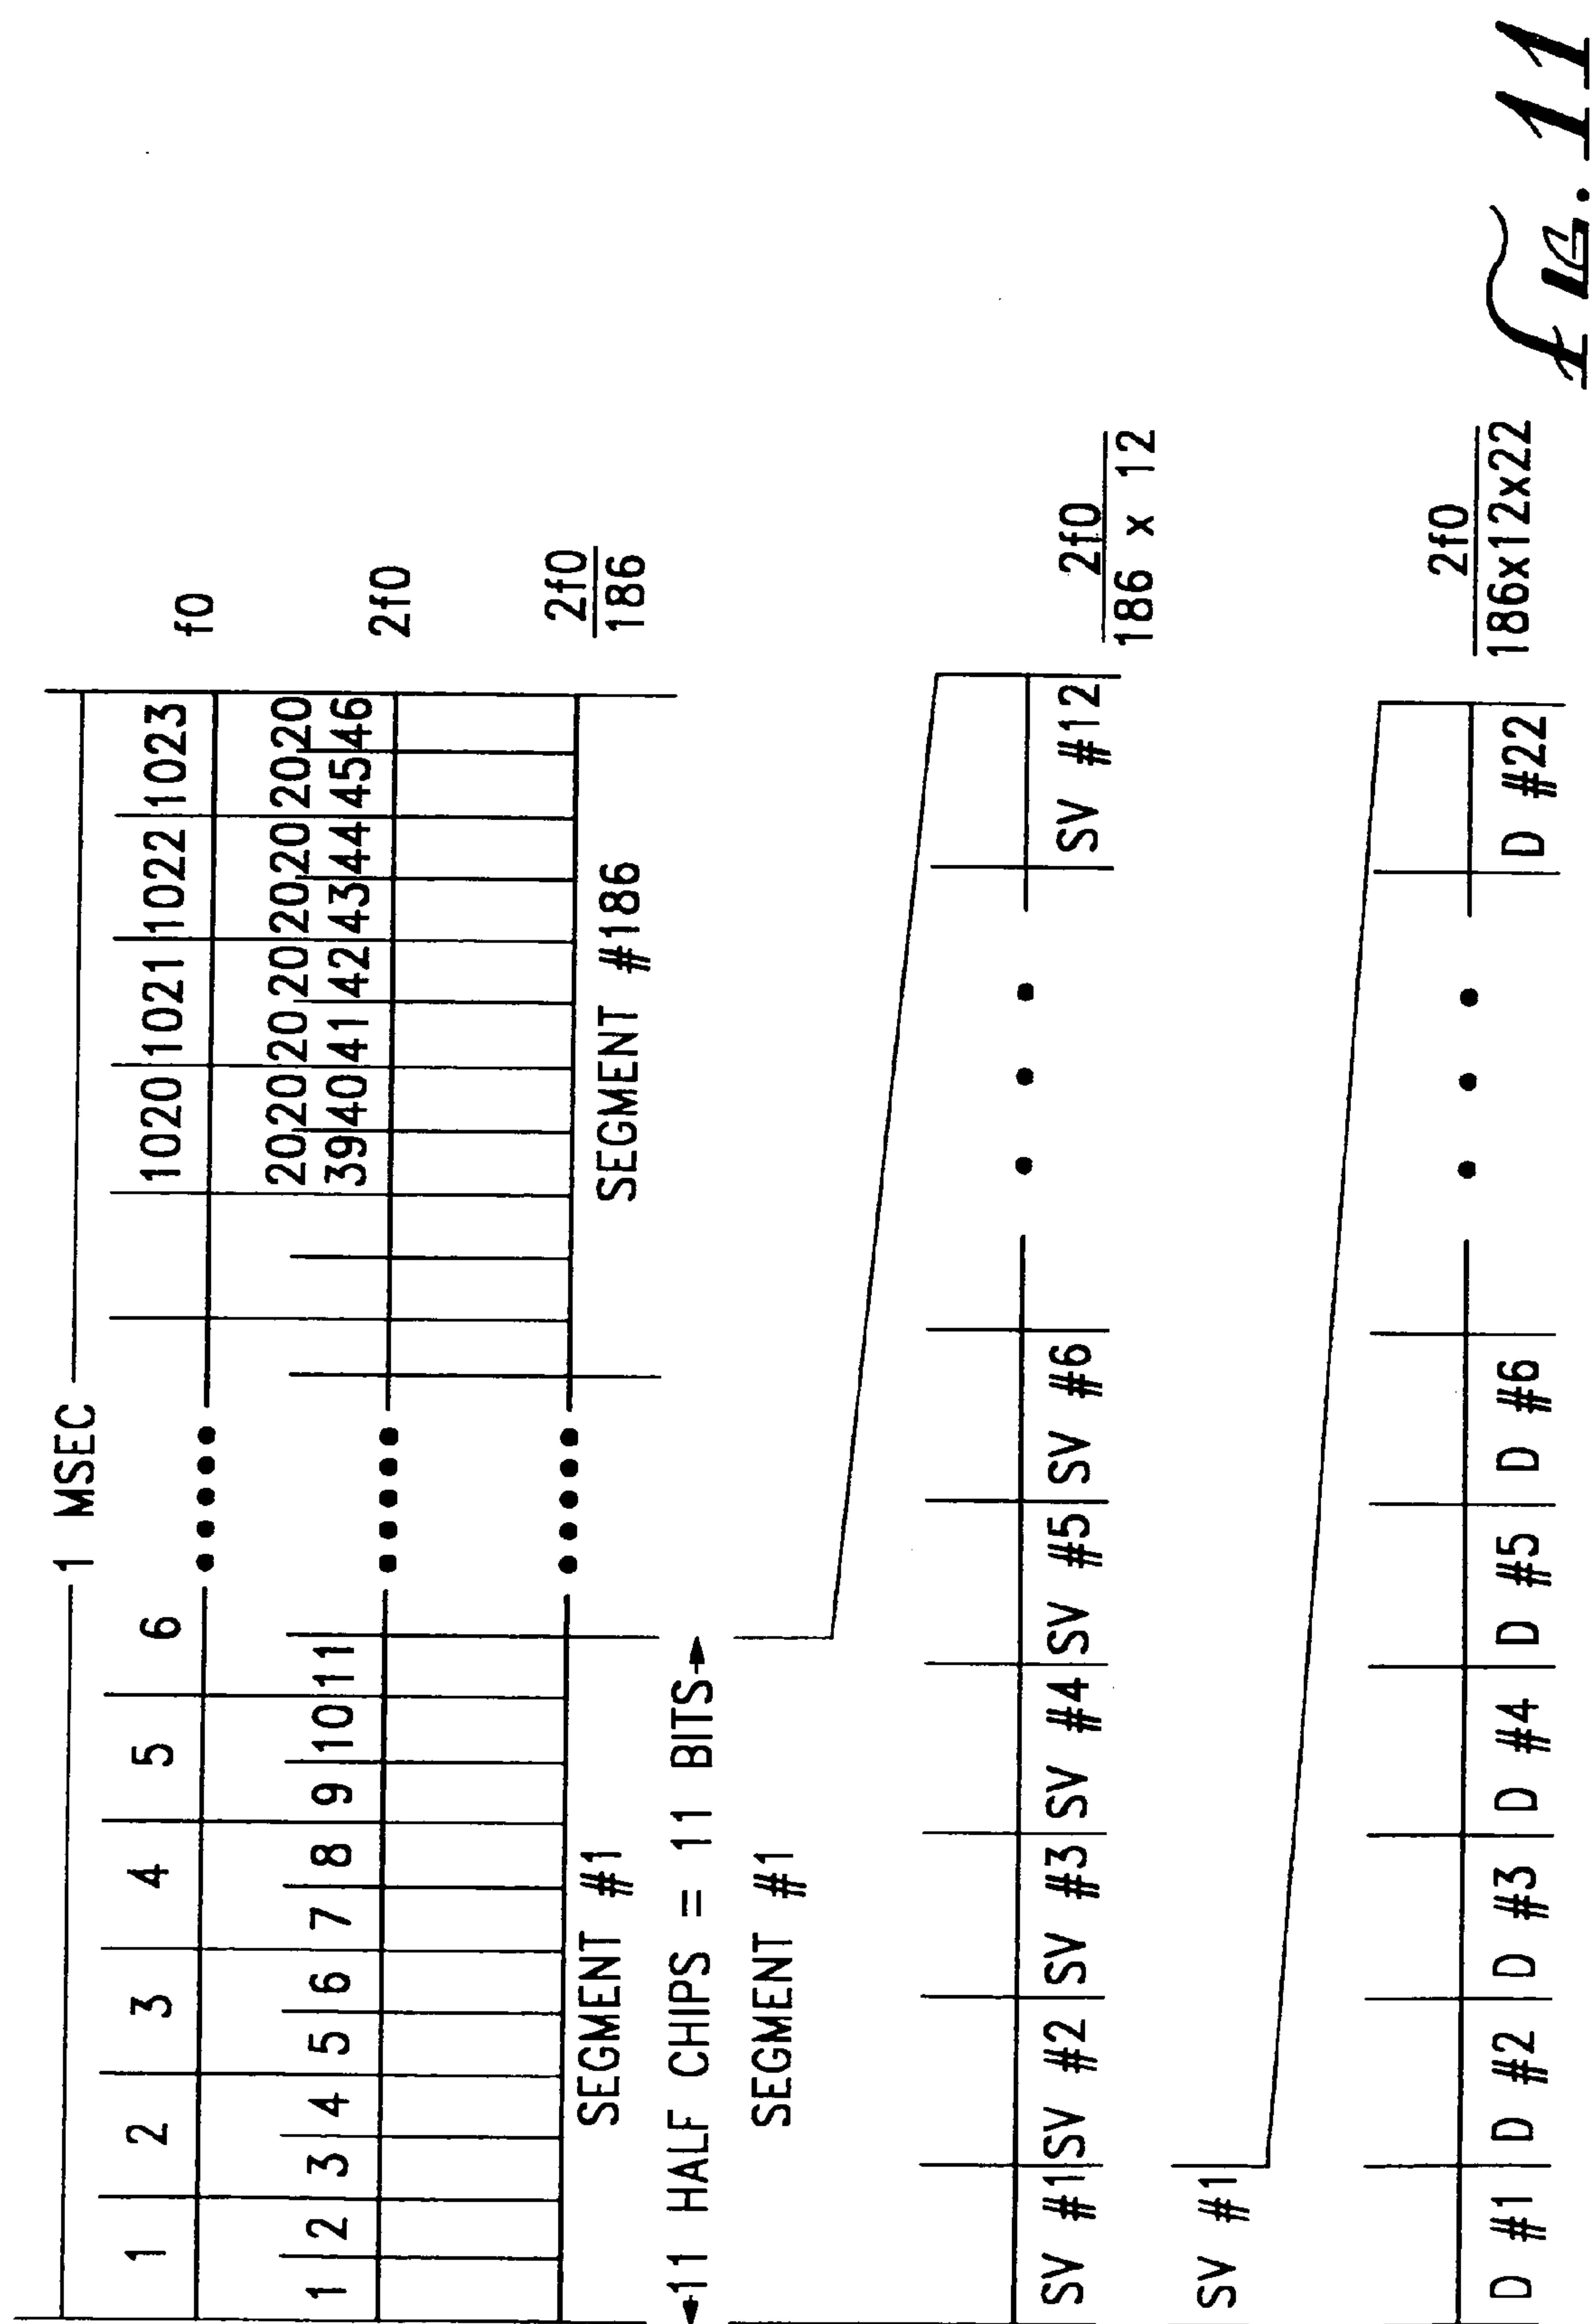 1 MSEC
1 2 3 4 5 6 1020 1021 1022 1023 f0
1 2 3 4 5 6 7 8 9 10 11 2039 2040 2041 2042 2043 2044 2045 2046 2f0
SEGMENT #1 SEGMENT #186 2f0
186
11 HALF CHIPS = 11 BITS
SEGMENT #1
SV #1 SV #2 SV #3 SV #4 SV #5 SV #6 SV #12 2f0
186 x 12
SV #1
D #1 D #2 D #3 D #4 D #5 D #6 D #22 2f0
186x12x22
FIG. 11